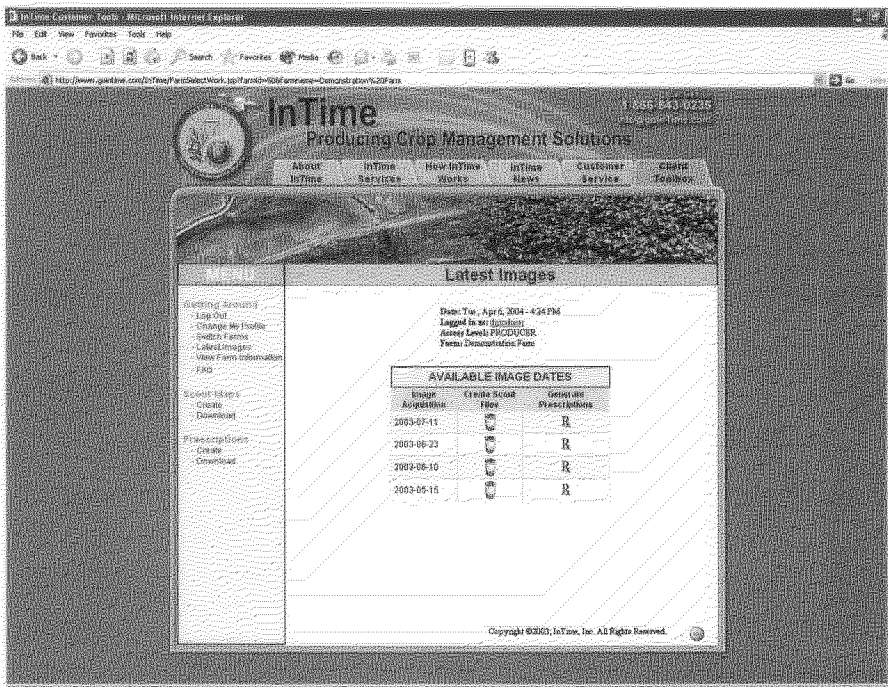 InTime Customer Tools - Microsoft Internet Explorer
File Edit View Favorites Tools Help
Back Search Favorites Media
Go
InTime
Producing Crop Management Solutions
About InTime
InTime Services
How InTime Works
InTime News
Customer Service
Client Toolbox
MENU
Latest Images
Getting Around
Log Out
Change My Profile
Switch Farms
Latest Images
View Farm Information
FAQ
Scout Maps
Create
Download
Prescriptions
Create
Download
Date: Tue, Apr 6, 2004 - 4:24 PM
Logged in as:
Access Level: PRODUCER
Farm: Demonstration Farm
AVAILABLE IMAGE DATES
Image Acquisition
Create Scout Files
Generate Prescriptions
2003-07-11 R
2003-06-23 R
2003-06-10 R
2003-05-15 R
Copyright ©2003, InTime, Inc. All Rights Reserved.